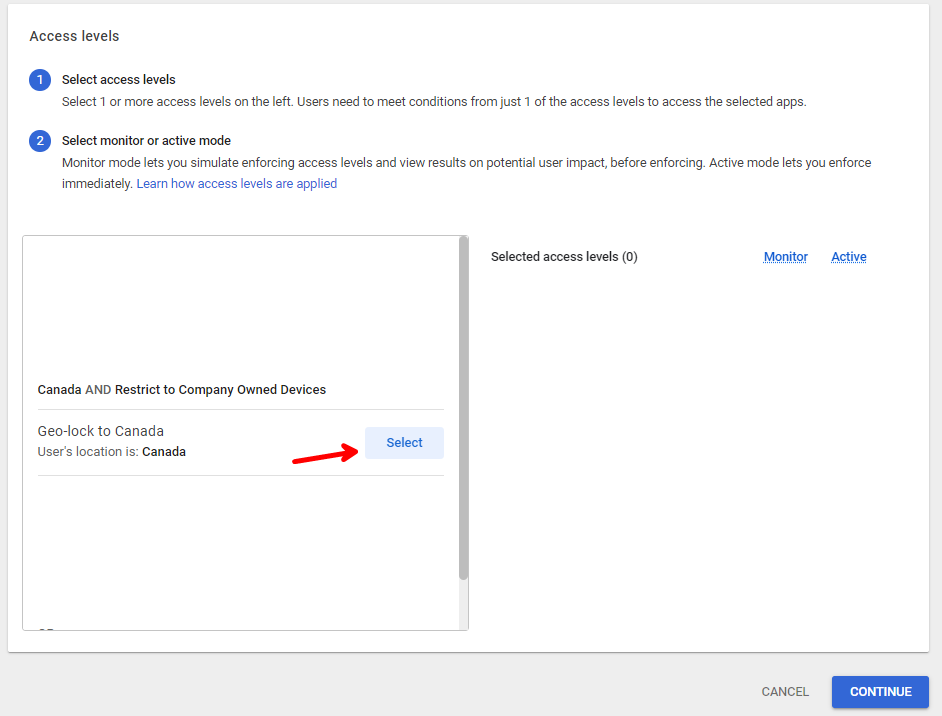 Access levels
1
Select access levels
Select 1 or more access levels on the left. Users need to meet conditions from just 1 of the access levels to access the selected apps.
2
Select monitor or active mode
Monitor mode lets you simulate enforcing access levels and view results on potential user impact, before enforcing. Active mode lets you enforce
immediately. Learn how access levels are applied
Selected access levels (0)
Monitor
Active
Canada AND Restrict to Company Owned Devices
Geo-lock to Canada
User's location is: Canada
Select
CANCEL
CONTINUE